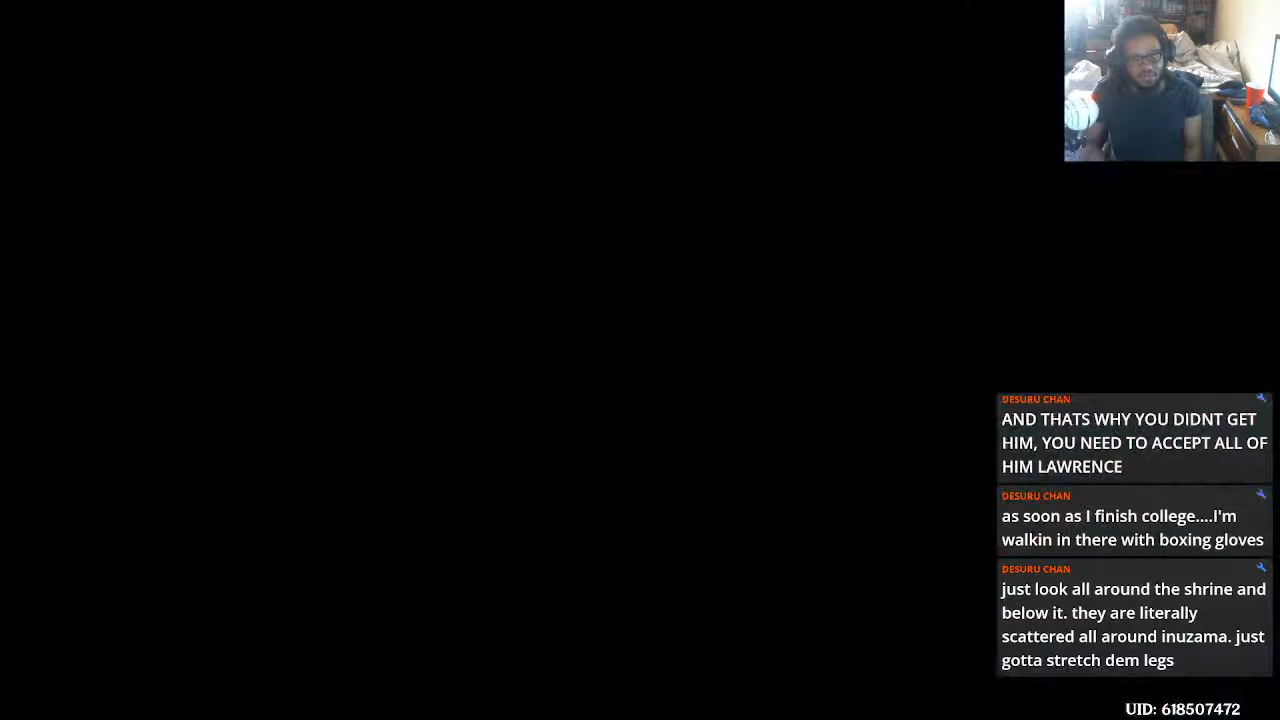 DESURU CHAN
AND THATS WHY YOU DIDNT GET
HIM, YOU NEED TO ACCEPT ALL OF
HIM LAWRENCE
DESURU CHAN
as soon as I finish college....I'm
walkin in there with boxing gloves
DESURU CHAN
just look all around the shrine and
below it. they are literally
scattered all around inuzama. just
gotta stretch dem legs
UID: 618507472